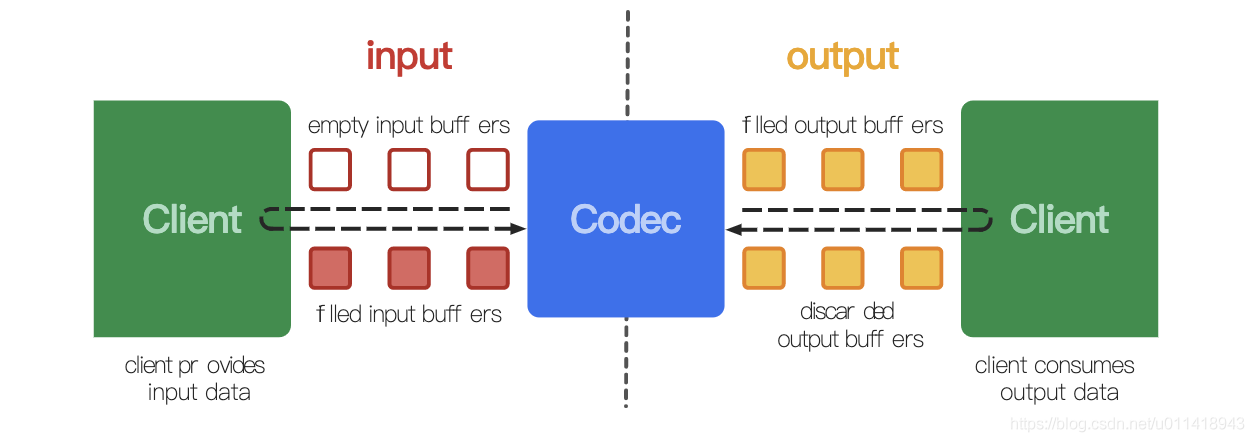 input
output
empty input buff ers
f lled output buff ers
Client
Codec
Client
f lled input buff ers
discar ded
output buff ers
client pr ovides
input data
client consumes
output data
https://blog.csdn.net/u011418943